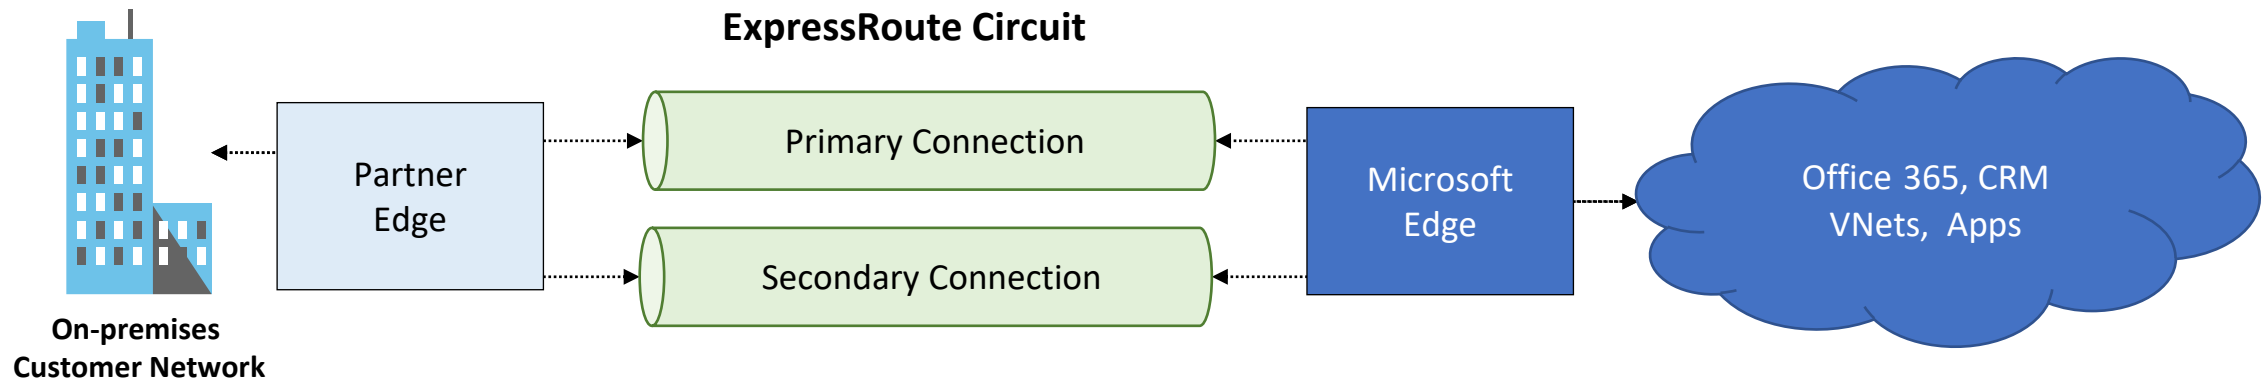 ExpressRoute Circuit
On-premises
Customer Network
Partner
Edge
Primary Connection
Secondary Connection
Microsoft
Edge
Office 365, CRM
VNets,  Apps